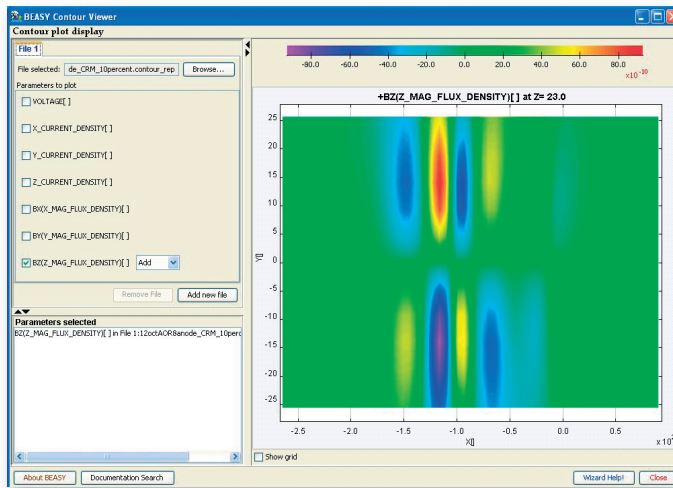 BEASY Contour Viewer
Contour plot display
File 1
File selected: de_CRM_10percent.contour_rep Browse...
Parameters to plot
VOLTAGE[ ]
X_CURRENT_DENSITY[ ]
Y_CURRENT_DENSITY[ ]
Z_CURRENT_DENSITY[ ]
BX(X_MAG_FLUX_DENSITY)[ ]
BY(Y_MAG_FLUX_DENSITY)[ ]
BZ(Z_MAG_FLUX_DENSITY)[ ] Add
Remove File Add new file
Parameters selected
BZ(Z_MAG_FLUX_DENSITY)[ ] in File 1:12octAOR8anode_CRM_10perc
-80.0 -60.0 -40.0 -20.0 0.0 20.0 40.0 60.0 80.0
x10^-10
+BZ(Z_MAG_FLUX_DENSITY)[ ] at Z= 23.0
25
20
15
10
5
0
-5
-10
-15
-20
-25
Y[]
-2.5 -2.0 -1.5 -1.0 -0.5 0.0 0.5
X[]
Show grid
About BEASY Documentation Search Wizard Help! Close